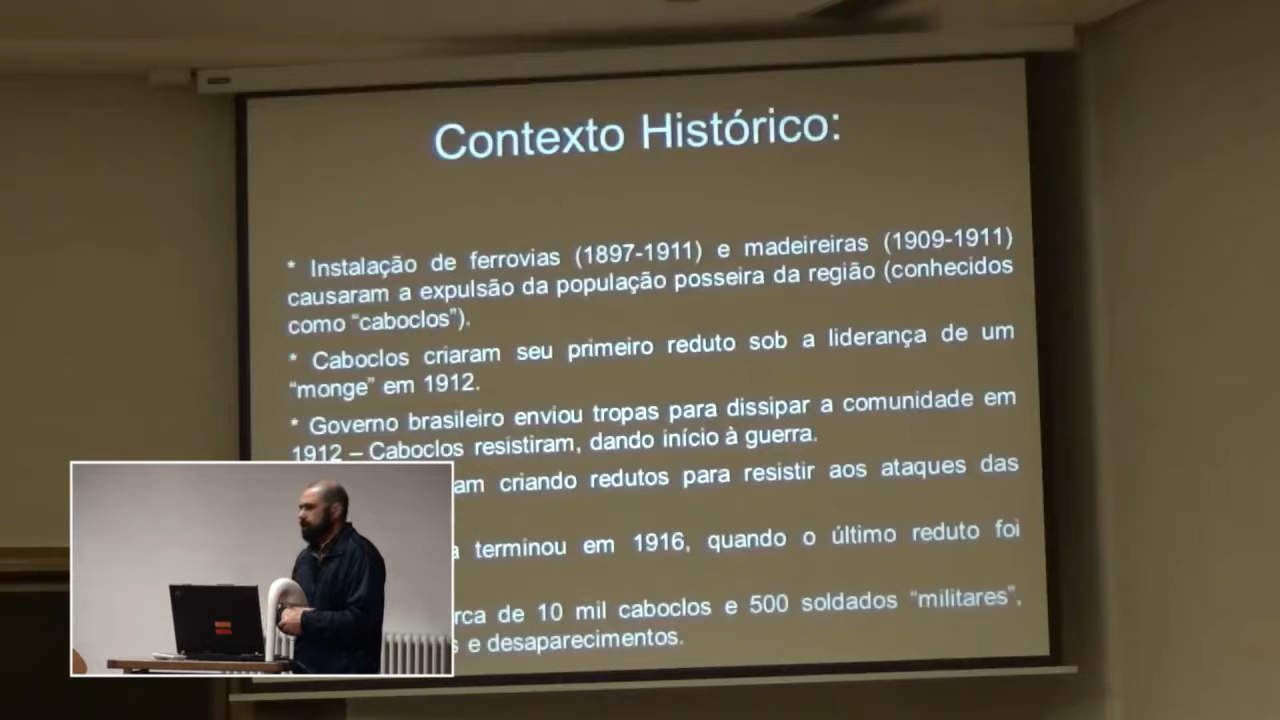 Contexto Histórico:
* Instalação de ferrovias (1897-1911) e madeireiras (1909-1911)
causaram a expulsão da população posseira da região (conhecidos
como “caboclos”).
* Caboclos criaram seu primeiro reduto sob a liderança de um
“monge” em 1912.
* Governo brasileiro enviou tropas para dissipar a comunidade em
1912 – Caboclos resistiram, dando início à guerra.
criando redutos para resistir aos ataques das
terminou em 1916, quando o último reduto foi
de 10 mil caboclos e 500 soldados “militares”,
e desaparecimentos.